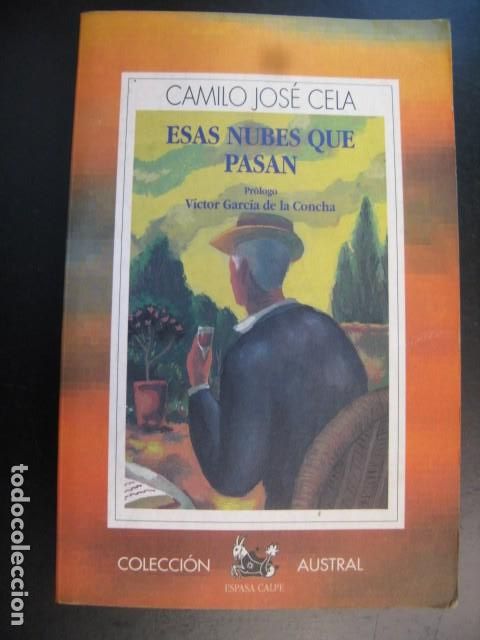 CAMILO JOSÉ CELA
ESAS NUBES QUE
PASAN
Prólogo
Víctor García de la Concha
COLECCIÓN AUSTRAL
ESPASA CALPE
todocoleccion